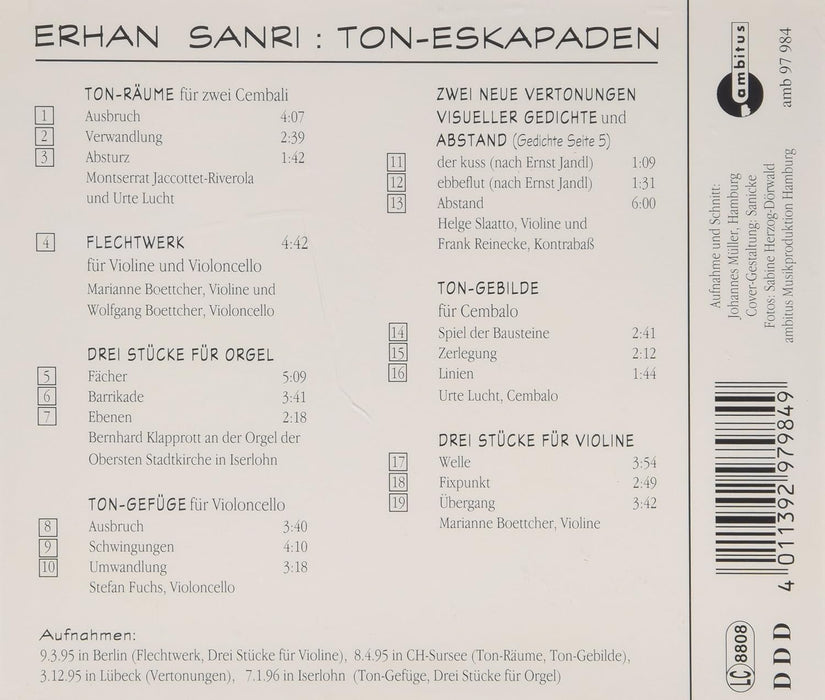 ERHAN SANRI : TON-ESKAPADEN
TON-RÄUME für zwei Cembali
1 Ausbruch 4:07
2 Verwandlung 2:39
3 Absturz 1:42
Montserrat Jaccottet-Riverola
und Urte Lucht
4 FLECHTWERK 4:42
für Violine und Violoncello
Marianne Boettcher, Violine und
Wolfgang Boettcher, Violoncello
DREI STÜCKE FÜR ORGEL
5 Fächer 5:09
6 Barrikade 3:41
7 Ebenen 2:18
Bernhard Klapprott an der Orgel der
Obersten Stadtkirche in Iserlohn
TON-GEFÜGE für Violoncello
8 Ausbruch 3:40
9 Schwingungen 4:10
10 Umwandlung 3:18
Stefan Fuchs, Violoncello
ZWEI NEUE VERTONUNGEN
VISUELLER GEDICHTE und
ABSTAND (Gedichte Seite 5)
11 der kuss (nach Ernst Jandl) 1:09
12 ebbeflut (nach Ernst Jandl) 1:31
13 Abstand 6:00
Helge Slaatto, Violine und
Frank Reinecke, Kontrabaß
TON-GEBILDE
für Cembalo
14 Spiel der Bausteine 2:41
15 Zerlegung 2:12
16 Linien 1:44
Urte Lucht, Cembalo
DREI STÜCKE FÜR VIOLINE
17 Welle 3:54
18 Fixpunkt 2:49
19 Übergang 3:42
Marianne Boettcher, Violine
Aufnahmen:
9.3.95 in Berlin (Flechtwerk, Drei Stücke für Violine), 8.4.95 in CH-Sursee (Ton-Räume, Ton-Gebilde),
3.12.95 in Lübeck (Vertonungen), 7.1.96 in Iserlohn (Ton-Gefüge, Drei Stücke für Orgel)
ambitus
amb 97 984
Aufnahme und Schnitt:
Johannes Müller, Hamburg
Cover-Gestaltung: Sanicke
Fotos: Sabine Herzog-Dörwald
ambitus Musikproduktion Hamburg
4 011392 979849
LC 8808
DDD